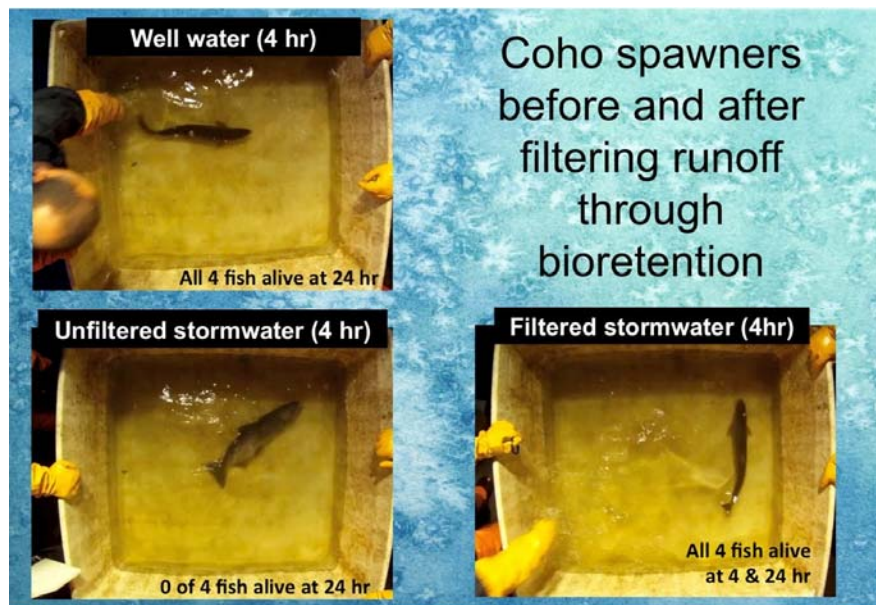 Well water (4 hr)
All 4 fish alive at 24 hr
Coho spawners
before and after
filtering runoff
through
bioretention
Unfiltered stormwater (4 hr)
0 of 4 fish alive at 24 hr
Filtered stormwater (4hr)
All 4 fish alive
at 4 & 24 hr